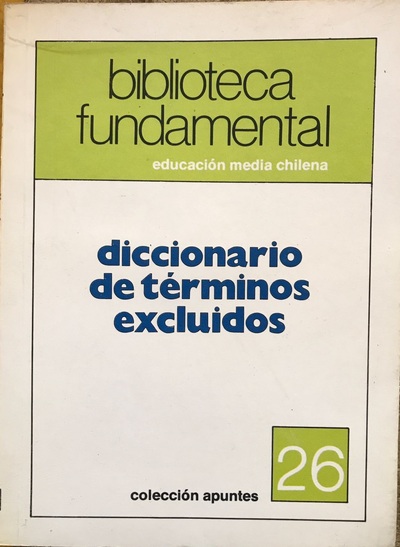 biblioteca
fundamental
educación media chilena
diccionario
de términos
excluidos
26
colección apuntes